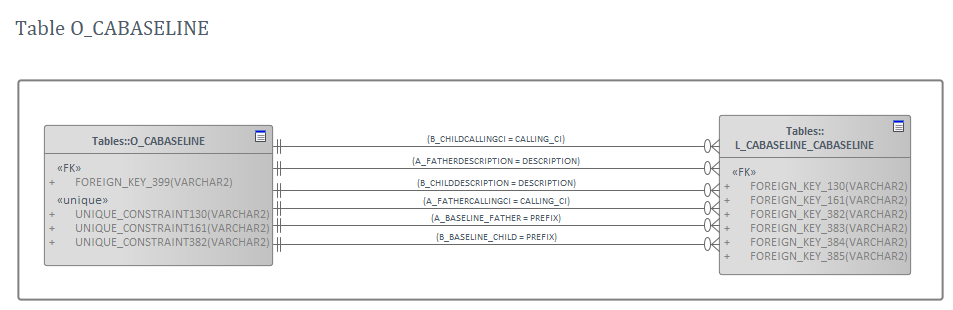 Table O_CABASELINE
Tables::O_CABASELINE
«FK»
+ FOREIGN_KEY_399(VARCHAR2)
«unique»
+ UNIQUE_CONSTRAINT130(VARCHAR2)
+ UNIQUE_CONSTRAINT161(VARCHAR2)
+ UNIQUE_CONSTRAINT382(VARCHAR2)
(B_CHILDCALLINGCI = CALLING_CI)
(A_FATHERDESCRIPTION = DESCRIPTION)
(B_CHILDDESCRIPTION = DESCRIPTION)
(A_FATHERCALLINGCI = CALLING_CI)
(A_BASELINE_FATHER = PREFIX)
(B_BASELINE_CHILD = PREFIX)
Tables::
L_CABASELINE_CABASELINE
«FK»
+ FOREIGN_KEY_130(VARCHAR2)
+ FOREIGN_KEY_161(VARCHAR2)
+ FOREIGN_KEY_382(VARCHAR2)
+ FOREIGN_KEY_383(VARCHAR2)
+ FOREIGN_KEY_384(VARCHAR2)
+ FOREIGN_KEY_385(VARCHAR2)